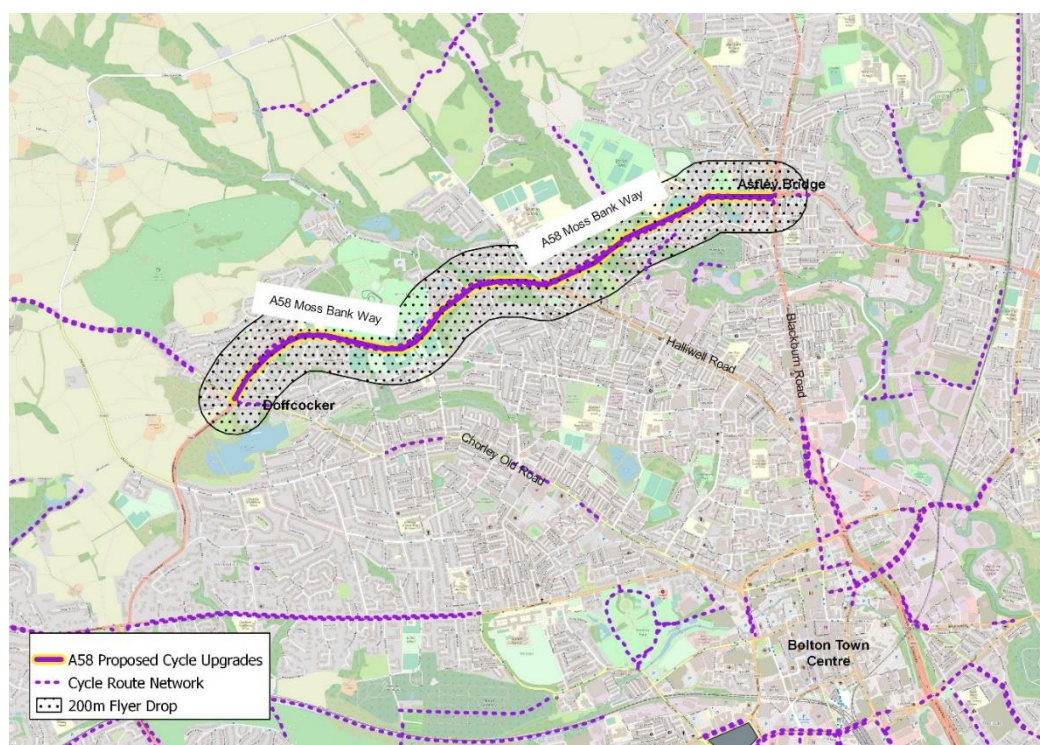 Astley Bridge
A58 Moss Bank Way
A58 Moss Bank Way
Doffcocker
Halliwell Road
Blackburn Road
Chorley Old Road
Bolton Town
Centre
A58 Proposed Cycle Upgrades
Cycle Route Network
200m Flyer Drop